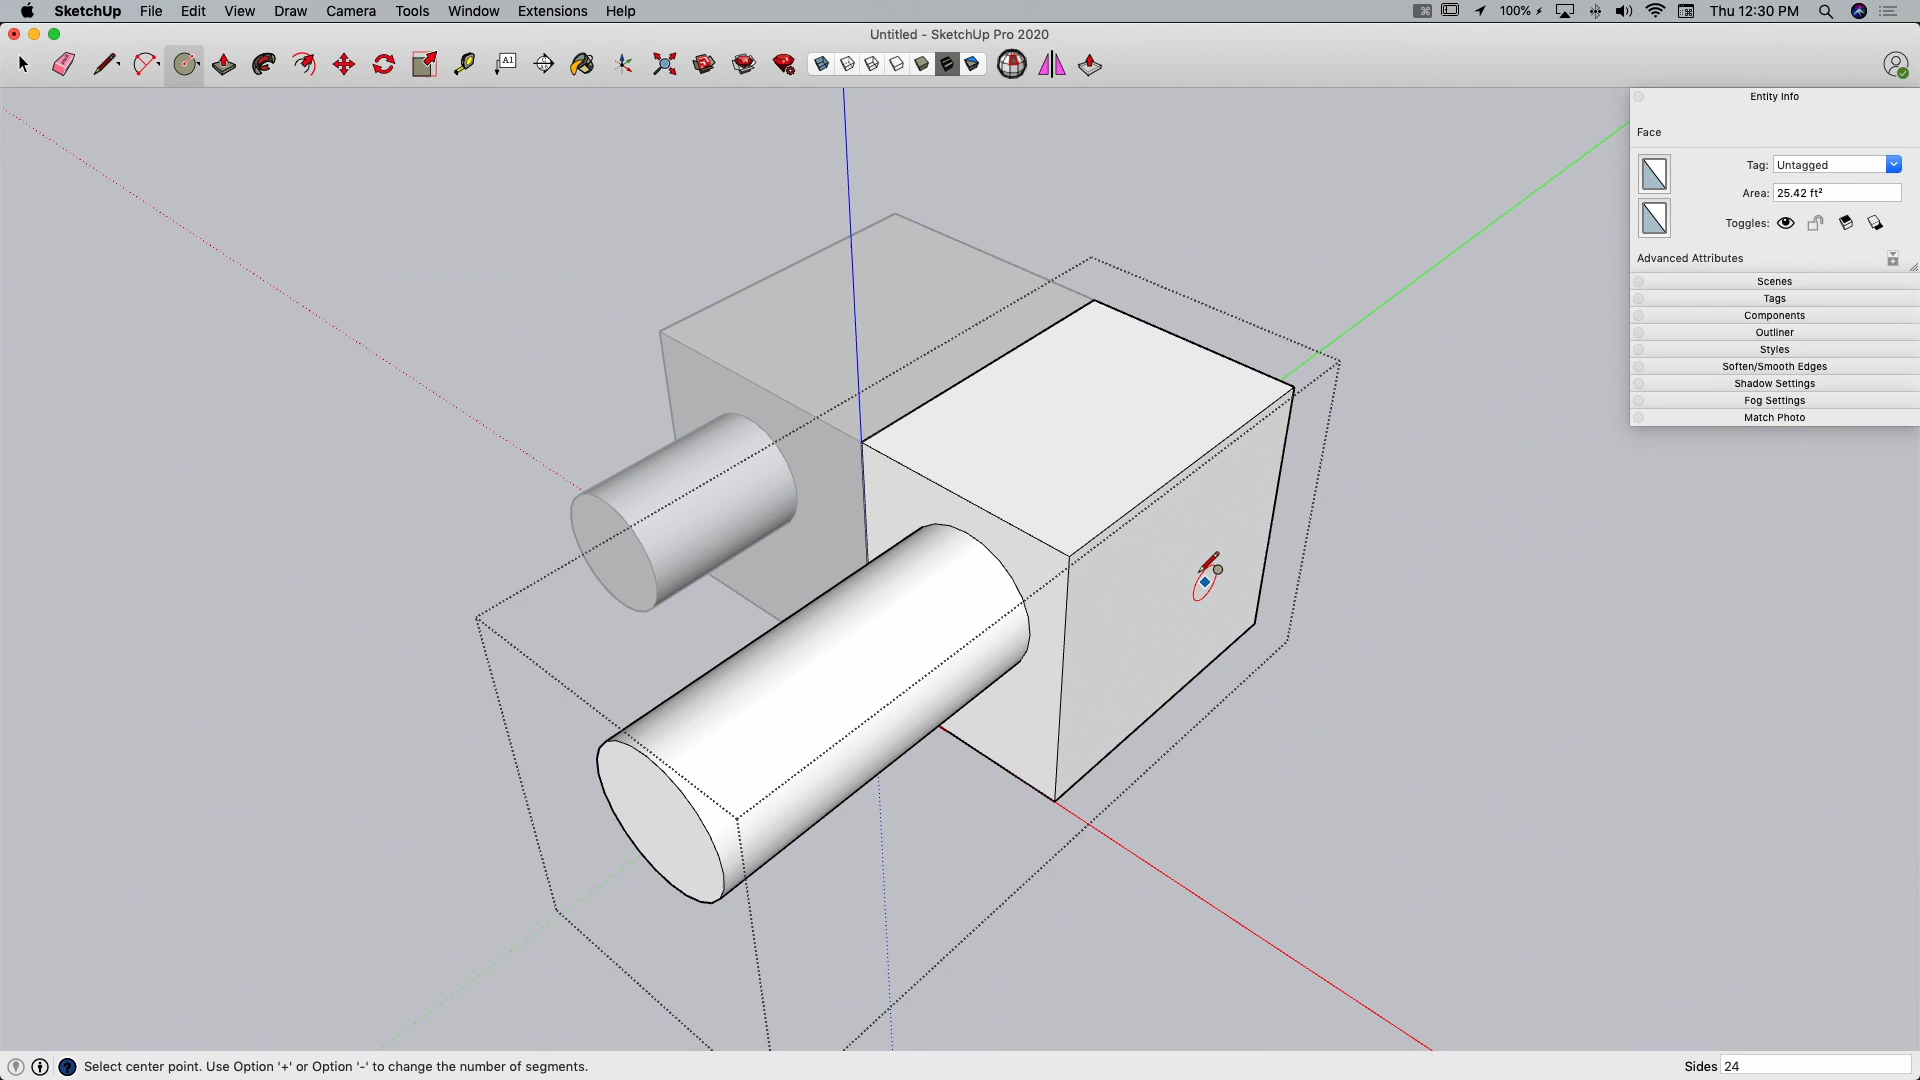 SketchUp File Edit View Draw Camera Tools Window Extensions Help 100% Thu 12:30 PM
Untitled - SketchUp Pro 2020
A1
Entity Info
Face
Tag: Untagged
Area: 25.42 ft²
Toggles:
Advanced Attributes
Scenes
Tags
Components
Outliner
Styles
Soften/Smooth Edges
Shadow Settings
Fog Settings
Match Photo
Select center point. Use Option '+' or Option '-' to change the number of segments. Sides 24